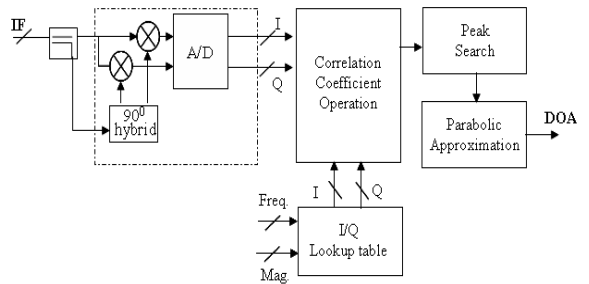 IF
I
Q
A/D
90⁰
hybrid
Correlation
Coefficient
Operation
Peak
Search
Parabolic
Approximation
DOA
I
Q
Freq.
Mag.
I/Q
Lookup table